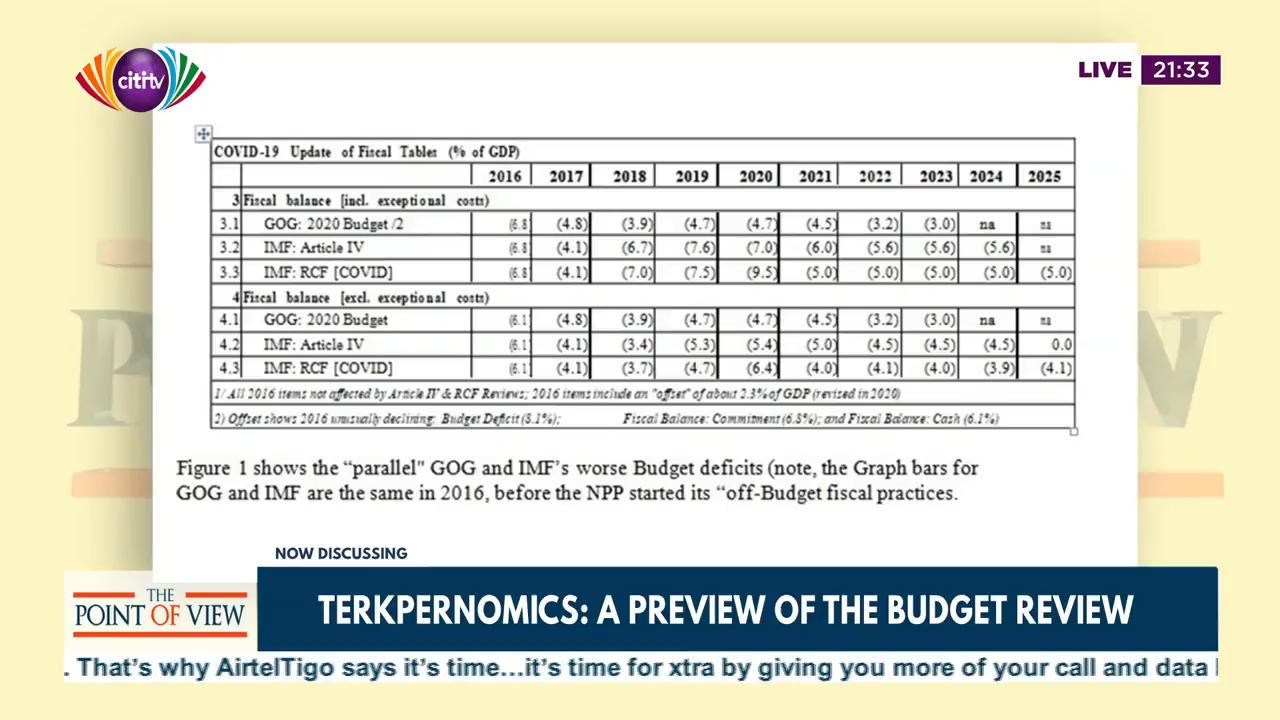 cititv
LIVE 21:33
COVID-19 Update of Fiscal Tables (% of GDP)
2016 2017 2018 2019 2020 2021 2022 2023 2024 2025
3 Fiscal balance [incl. exceptional costs)
3.1 GOG: 2020 Budget /2 (6.8 (4.8) (3.9) (4.7) (4.7) (4.5) (3.2) (3.0) na na
3.2 IMF: Article IV (6.8 (4.1) (6.7) (7.6) (7.0) (6.0) (5.6) (5.6) (5.6) na
3.3 IMF: RCF [COVID] (6.8 (4.1) (7.0) (7.5) (9.5) (5.0) (5.0) (5.0) (5.0) (5.0)
4 Fiscal balance [excl. exceptional costs)
4.1 GOG: 2020 Budget (6.1 (4.8) (3.9) (4.7) (4.7) (4.5) (3.2) (3.0) na na
4.2 IMF: Article IV (6.1 (4.1) (3.4) (5.3) (5.4) (5.0) (4.5) (4.5) (4.5) 0.0
4.3 IMF: RCF [COVID] (6.1 (4.1) (3.7) (4.7) (6.4) (4.0) (4.1) (4.0) (3.9) (4.1)
1/ All 2016 items not affected by Article IV & RCF Reviews; 2016 items include an "offset" of about 2.3% of GDP (revised in 2020)
2) Offset shows 2016 unusually declining: Budget Deficit (8.1%); Fiscal Balance: Commitment (6.8%); and Fiscal Balance: Cash (6.1%)
Figure 1 shows the “parallel" GOG and IMF’s worse Budget deficits (note, the Graph bars for
GOG and IMF are the same in 2016, before the NPP started its “off-Budget fiscal practices.
NOW DISCUSSING
THE
POINT OF VIEW
TERKPERNOMICS: A PREVIEW OF THE BUDGET REVIEW
. That's why AirtelTigo says it's time...it's time for xtra by giving you more of your call and data